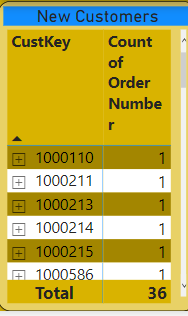 New Customers
CustKey Count
of
Order
Numbe
r
1000110 1
1000211 1
1000213 1
1000214 1
1000215 1
1000586 1
Total 36